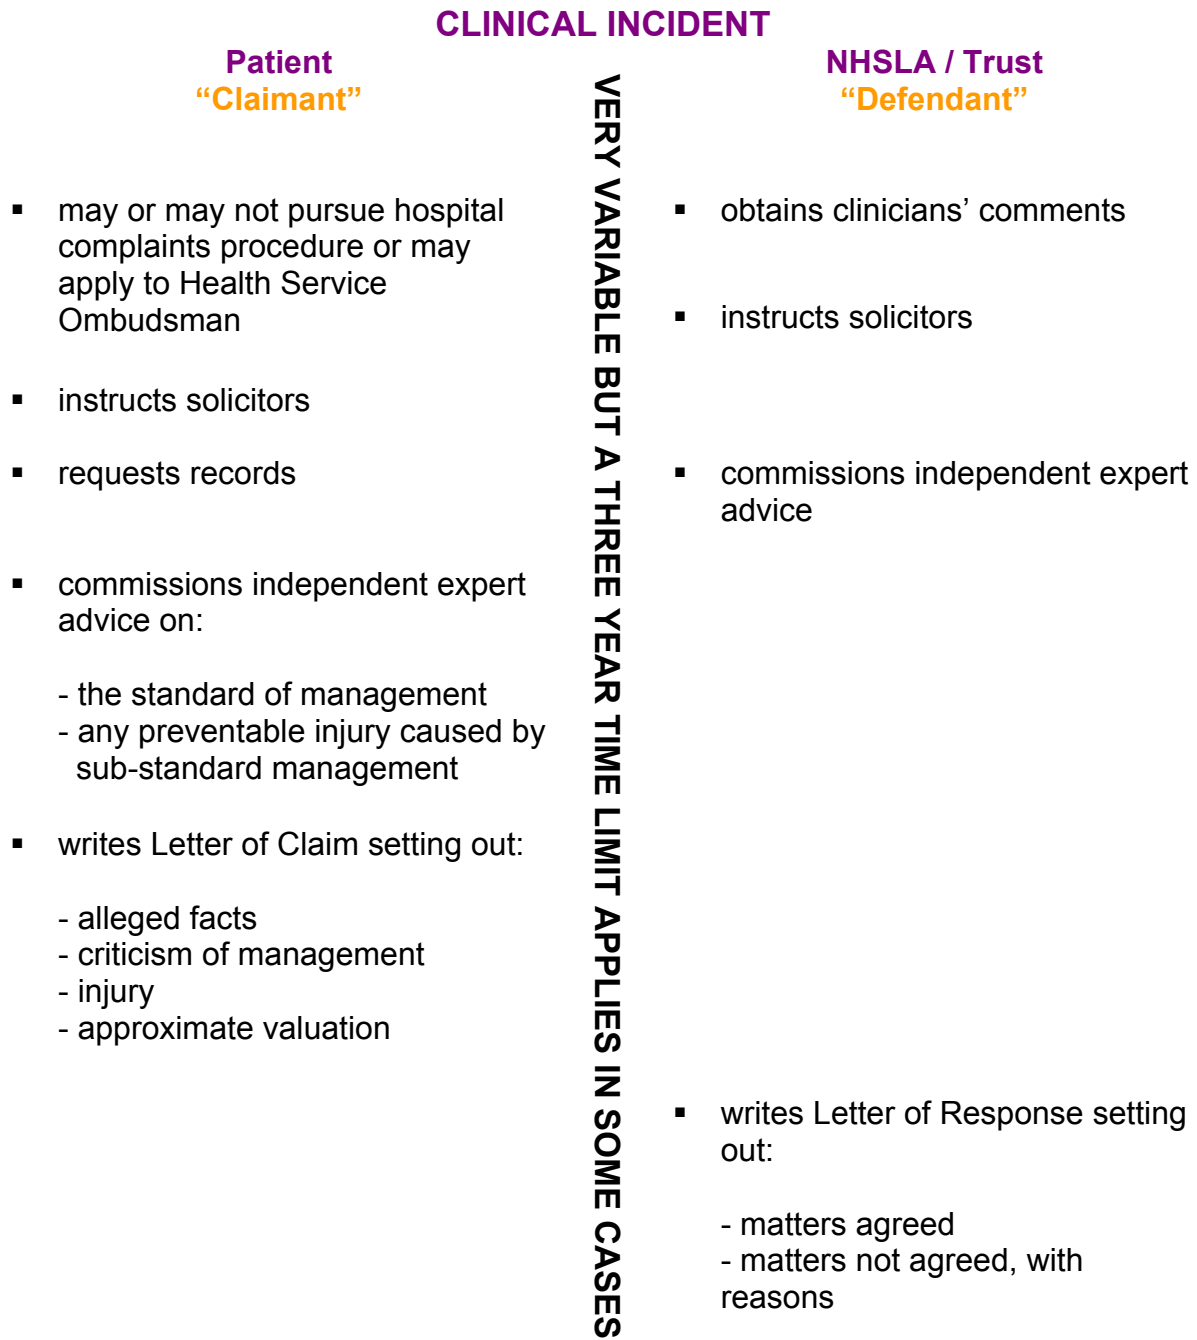 CLINICAL INCIDENT
Patient
“Claimant”
▪ may or may not pursue hospital
complaints procedure or may
apply to Health Service
Ombudsman
▪ instructs solicitors
▪ requests records
▪ commissions independent expert
advice on:
- the standard of management
- any preventable injury caused by
sub-standard management
▪ writes Letter of Claim setting out:
- alleged facts
- criticism of management
- injury
- approximate valuation
VERY VARIABLE BUT A THREE YEAR TIME LIMIT APPLIES IN SOME CASES
NHSLA / Trust
“Defendant”
▪ obtains clinicians’ comments
▪ instructs solicitors
▪ commissions independent expert
advice
▪ writes Letter of Response setting
out:
- matters agreed
- matters not agreed, with
reasons